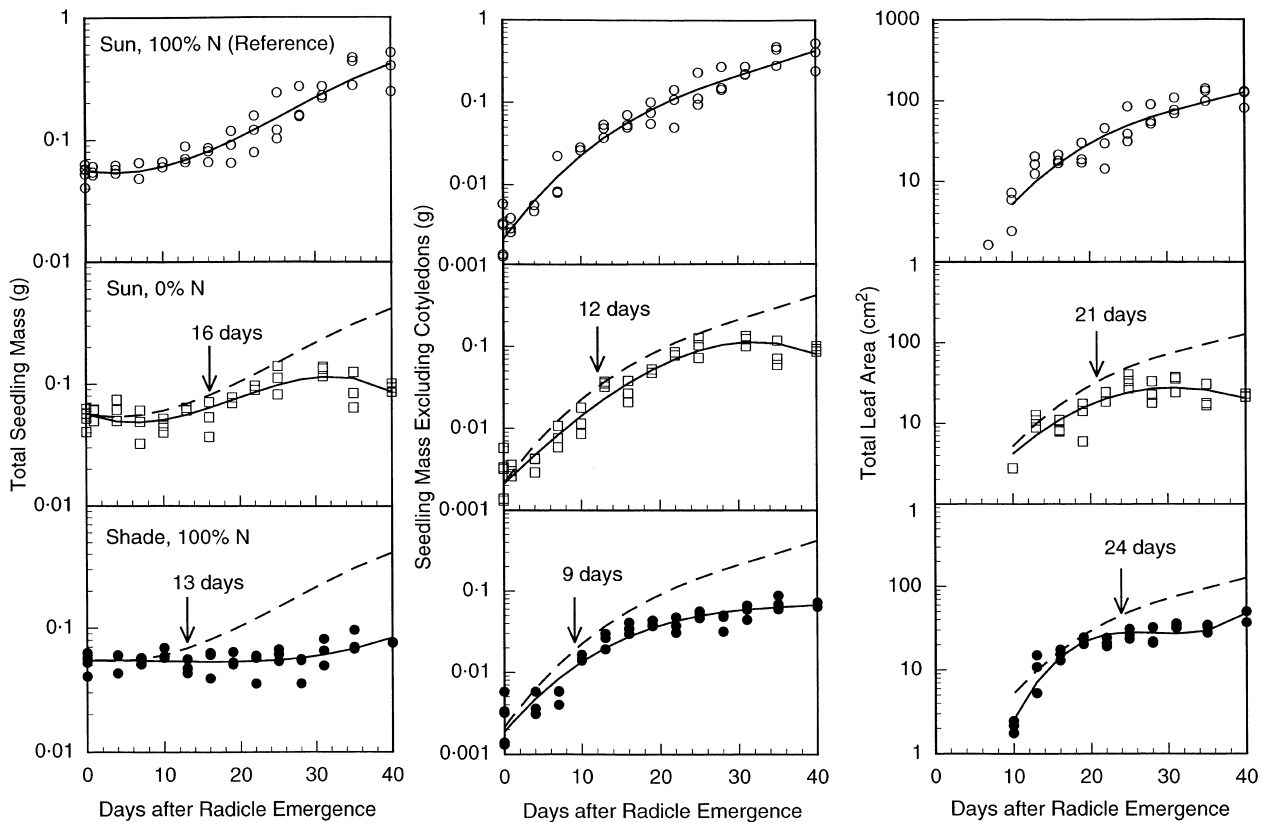 Total Seedling Mass (g)
1
0·1
0·01
Sun, 100% N (Reference)
0·1
0·01
Sun, 0% N
16 days
0·1
0·01
Shade, 100% N
13 days
0 10 20 30 40
Days after Radicle Emergence
Seedling Mass Excluding Cotyledons (g)
1
0·1
0·01
0·001
12 days
0·1
0·01
0·001
9 days
0·1
0·01
0·001
0 10 20 30 40
Days after Radicle Emergence
Total Leaf Area (cm²)
1000
100
10
1
21 days
100
10
1
24 days
100
10
1
0 10 20 30 40
Days after Radicle Emergence